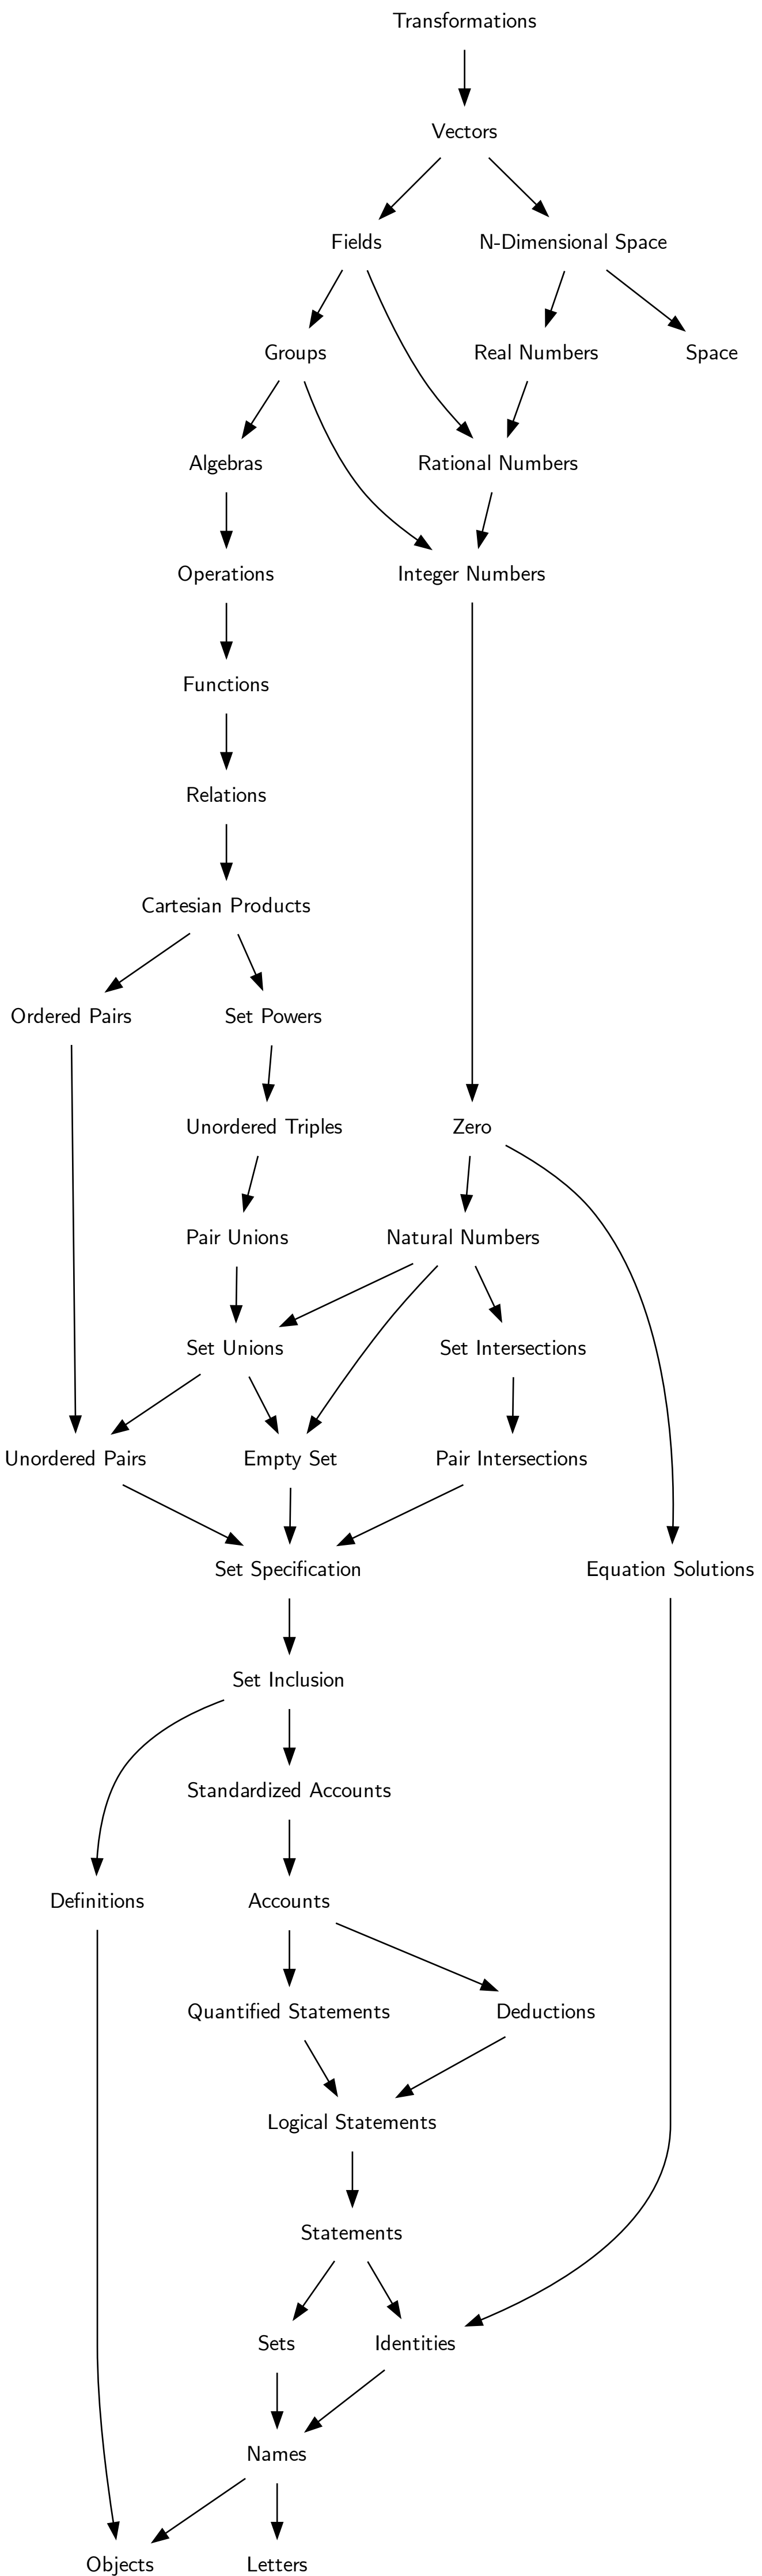 Transformations
Vectors
Fields
N-Dimensional Space
Groups
Real Numbers
Space
Algebras
Rational Numbers
Operations
Integer Numbers
Functions
Relations
Cartesian Products
Ordered Pairs
Set Powers
Unordered Triples
Zero
Pair Unions
Natural Numbers
Set Unions
Set Intersections
Unordered Pairs
Empty Set
Pair Intersections
Set Specification
Equation Solutions
Set Inclusion
Standardized Accounts
Definitions
Accounts
Quantified Statements
Deductions
Logical Statements
Statements
Sets
Identities
Names
Objects
Letters